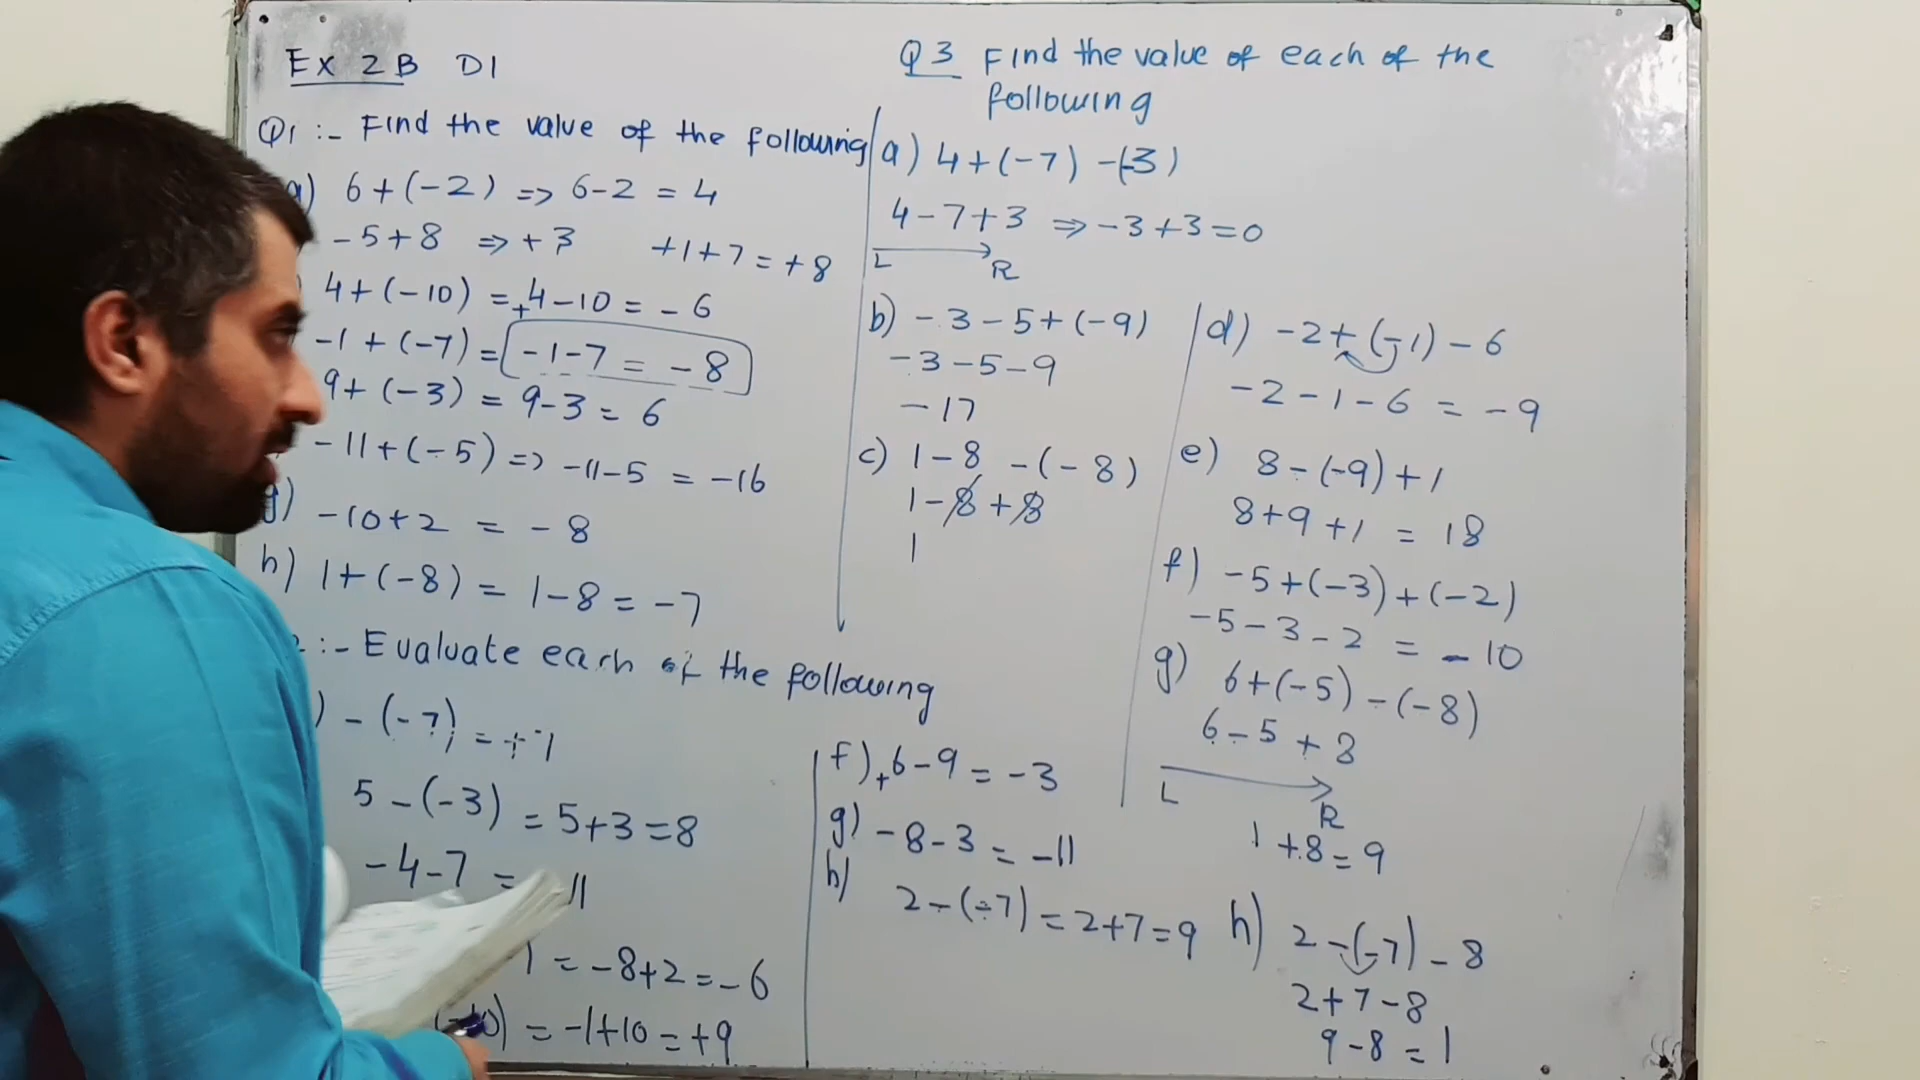 Ex 2B D1
Q1 :- Find the value of the following
a) 6+(-2) => 6-2 = 4
-5+8 => +3 +1+7=+8
4+(-10) = +4-10 = -6
-1+(-7) = -1-7 = -8
9+(-3) = 9-3 = 6
-11+(-5) => -11-5 = -16
g) -10+2 = -8
h) 1+(-8) = 1-8 = -7
:- Evaluate each of the following
) -(-7) = +7
5-(-3) = 5+3=8
-4-7 = 11
= -8+2=-6
(-10) = -1+10=+9
f) +6-9 = -3
g) -8-3 = -11
h) 2-(-7) = 2+7=9
Q3 Find the value of each of the
following
a) 4+(-7) -(-3)
4-7+3 => -3+3=0
L R
b) -3-5+(-9)
-3-5-9
-17
c) 1-8 -(-8)
1-8+8
1
d) -2+(-1)-6
-2-1-6 = -9
e) 8-(-9)+1
8+9+1 = 18
f) -5+(-3)+(-2)
-5-3-2 = -10
g) 6+(-5)-(-8)
6-5+8
L R
1+8=9
h) 2-(-7)-8
2+7-8
9-8=1